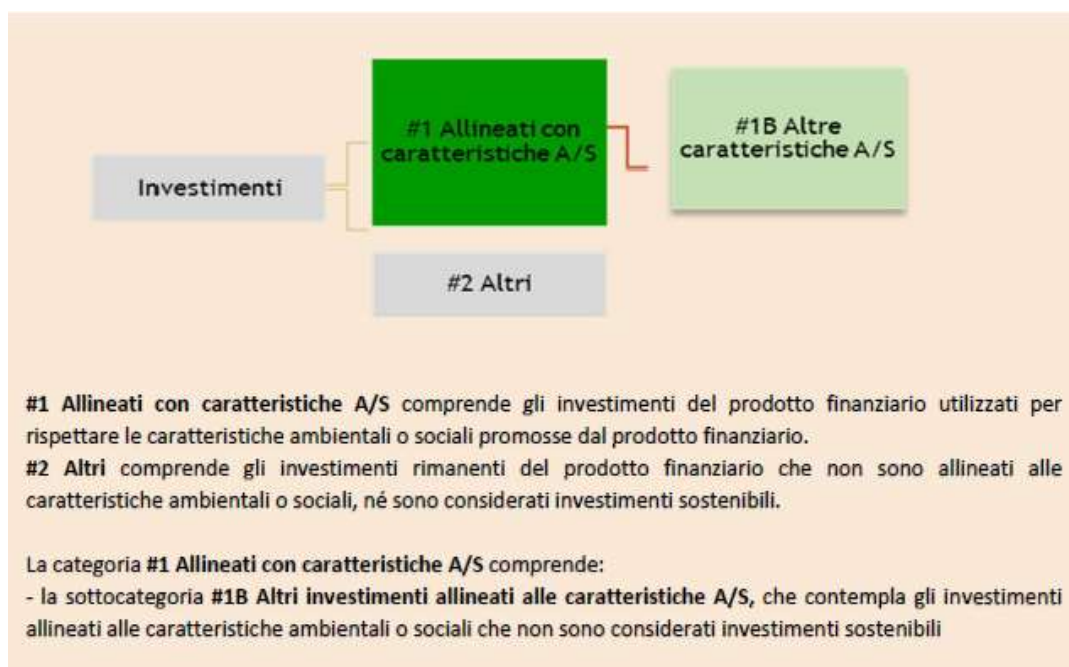 #1 Allineati con
caratteristiche A/S
#1B Altre
caratteristiche A/S
Investimenti
#2 Altri
#1 Allineati con caratteristiche A/S comprende gli investimenti del prodotto finanziario utilizzati per
rispettare le caratteristiche ambientali o sociali promosse dal prodotto finanziario.
#2 Altri comprende gli investimenti rimanenti del prodotto finanziario che non sono allineati alle
caratteristiche ambientali o sociali, né sono considerati investimenti sostenibili.
La categoria #1 Allineati con caratteristiche A/S comprende:
- la sottocategoria #1B Altri investimenti allineati alle caratteristiche A/S, che contempla gli investimenti
allineati alle caratteristiche ambientali o sociali che non sono considerati investimenti sostenibili